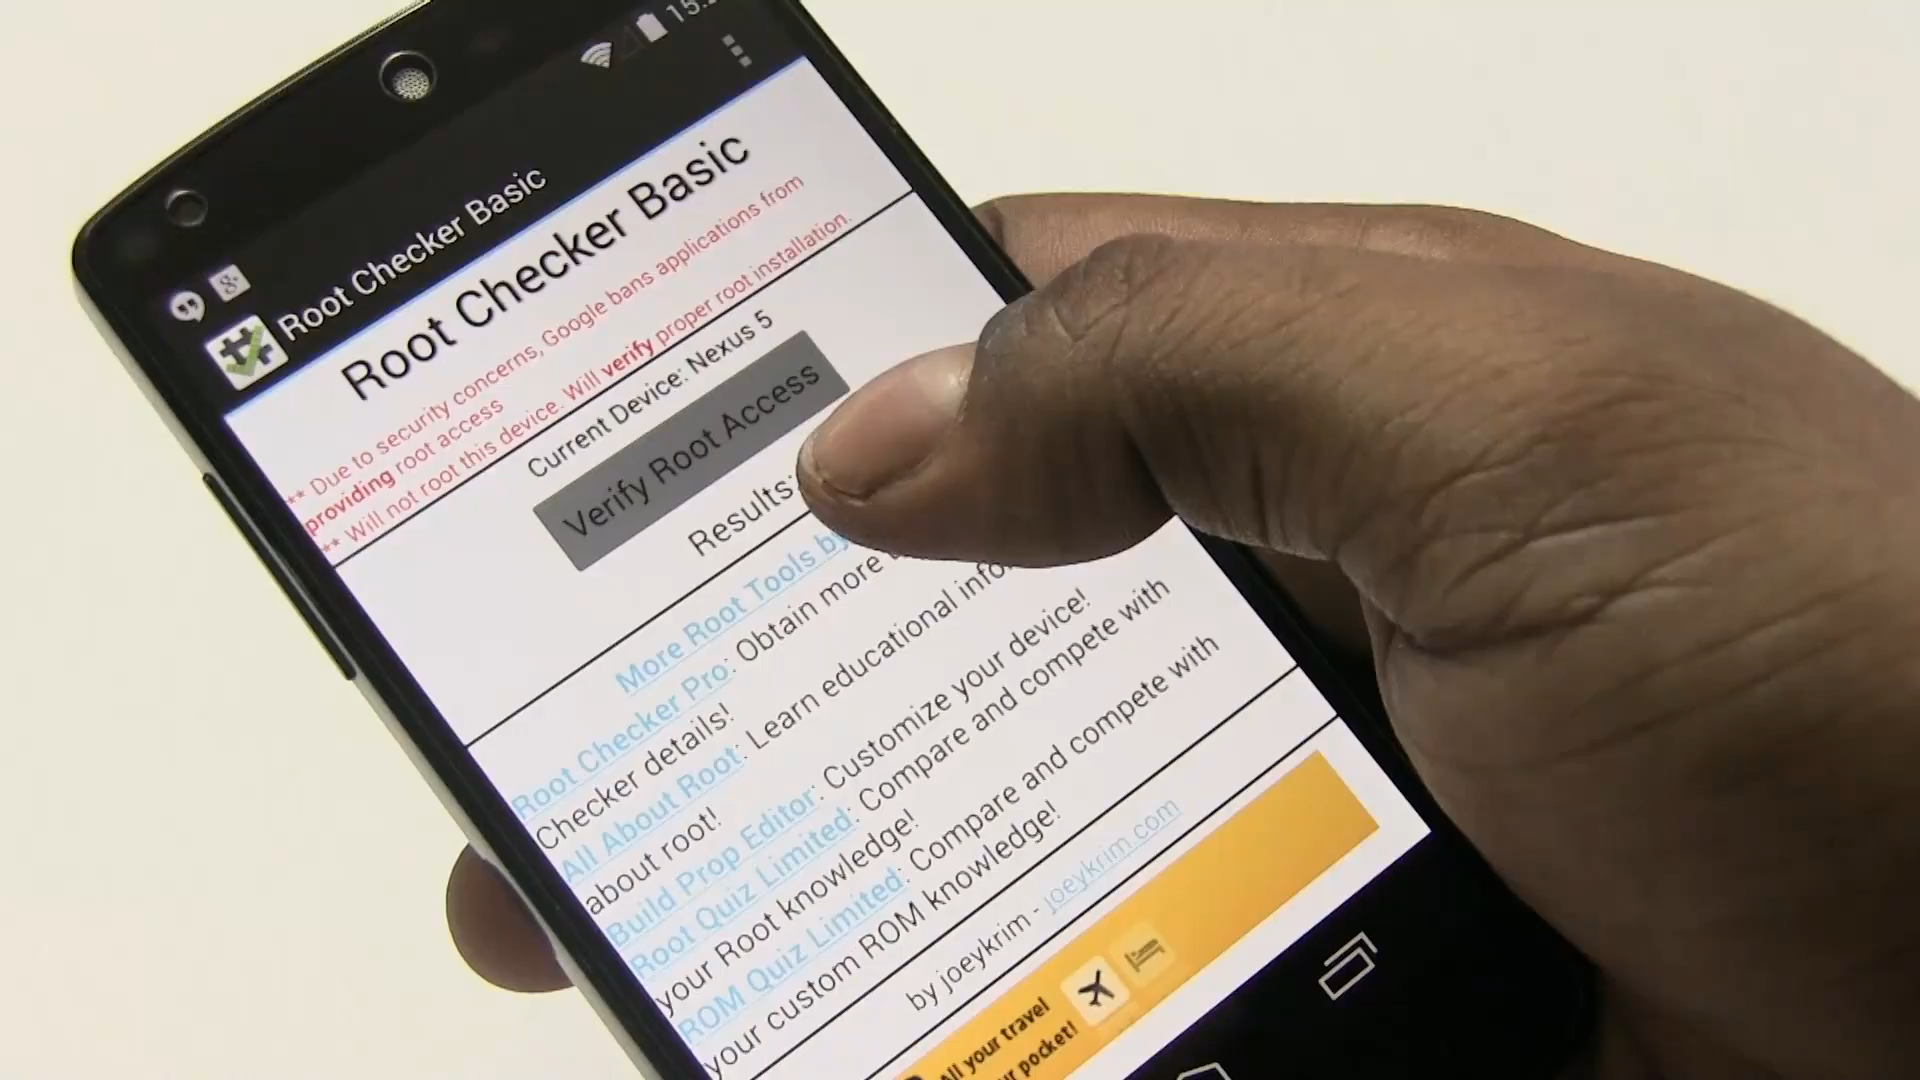 15:
Root Checker Basic
Root Checker Basic
** Due to security concerns, Google bans applications from
providing root access
** Will not root this device. Will verify proper root installation.
Current Device: Nexus 5
Verify Root Access
Results:
More Root Tools by
Root Checker Pro: Obtain more
Checker details!
All About Root: Learn educational info
about root!
Build Prop Editor: Customize your device!
Root Quiz Limited: Compare and compete with
your Root knowledge!
ROM Quiz Limited: Compare and compete with
your custom ROM knowledge!
by joeykrim - joeykrim.com
All your travel
pocket!